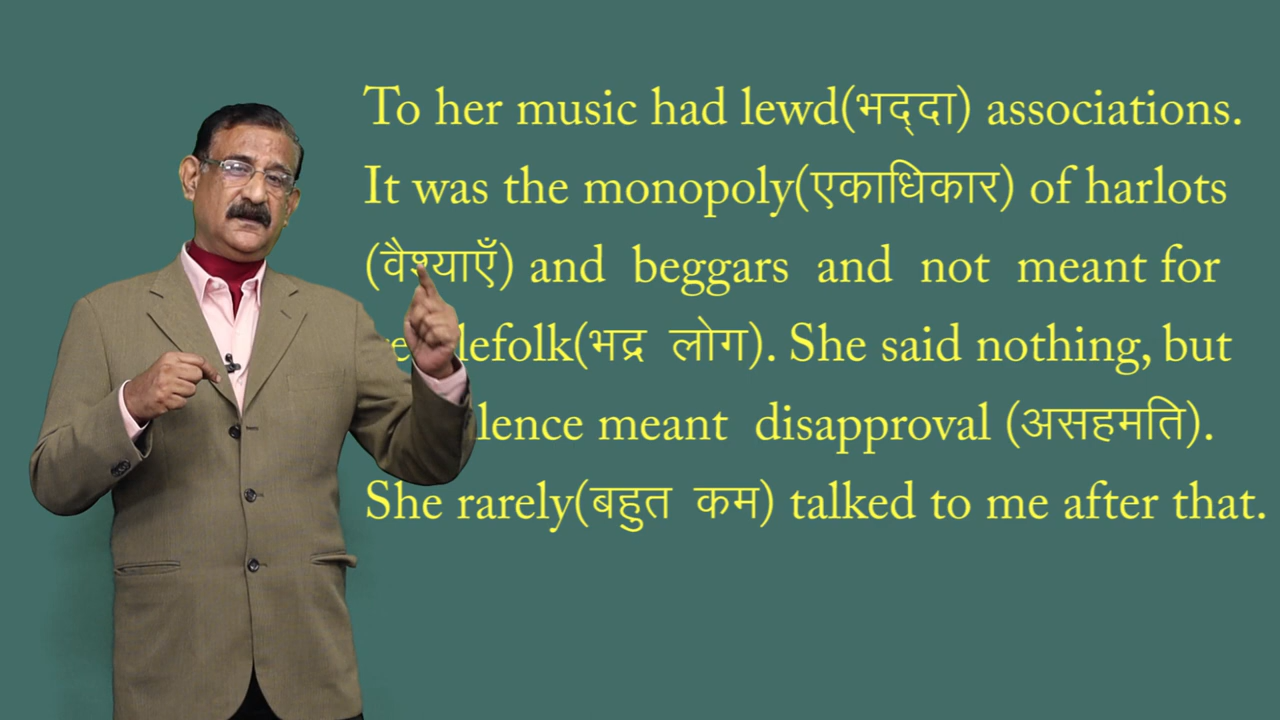 To her music had lewd(भद्‌दा) associations.
It was the monopoly(एकाधिकार) of harlots
(वैश्याएँ) and beggars and not meant for
lefolk(भद्र लोग). She said nothing, but
lence meant disapproval (असहमति).
She rarely(बहुत कम) talked to me after that.